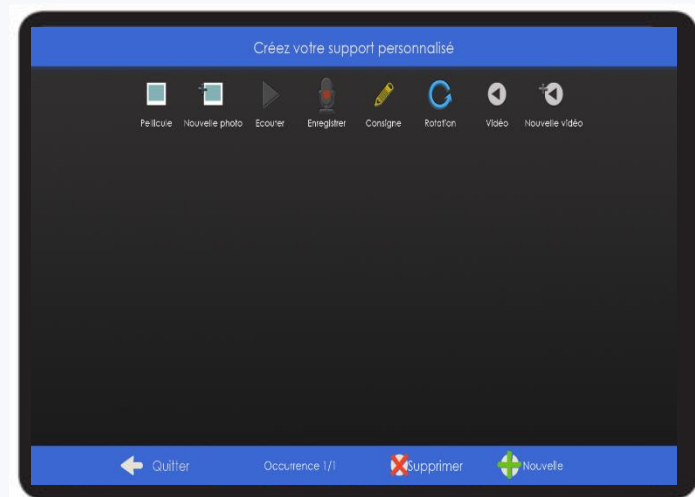 Créez votre support personnalisé
Pellicule Nouvelle photo Ecouter Enregistrer Consigne Rotation Vidéo Nouvelle vidéo
Quitter Occurrence 1/1 Supprimer Nouvelle